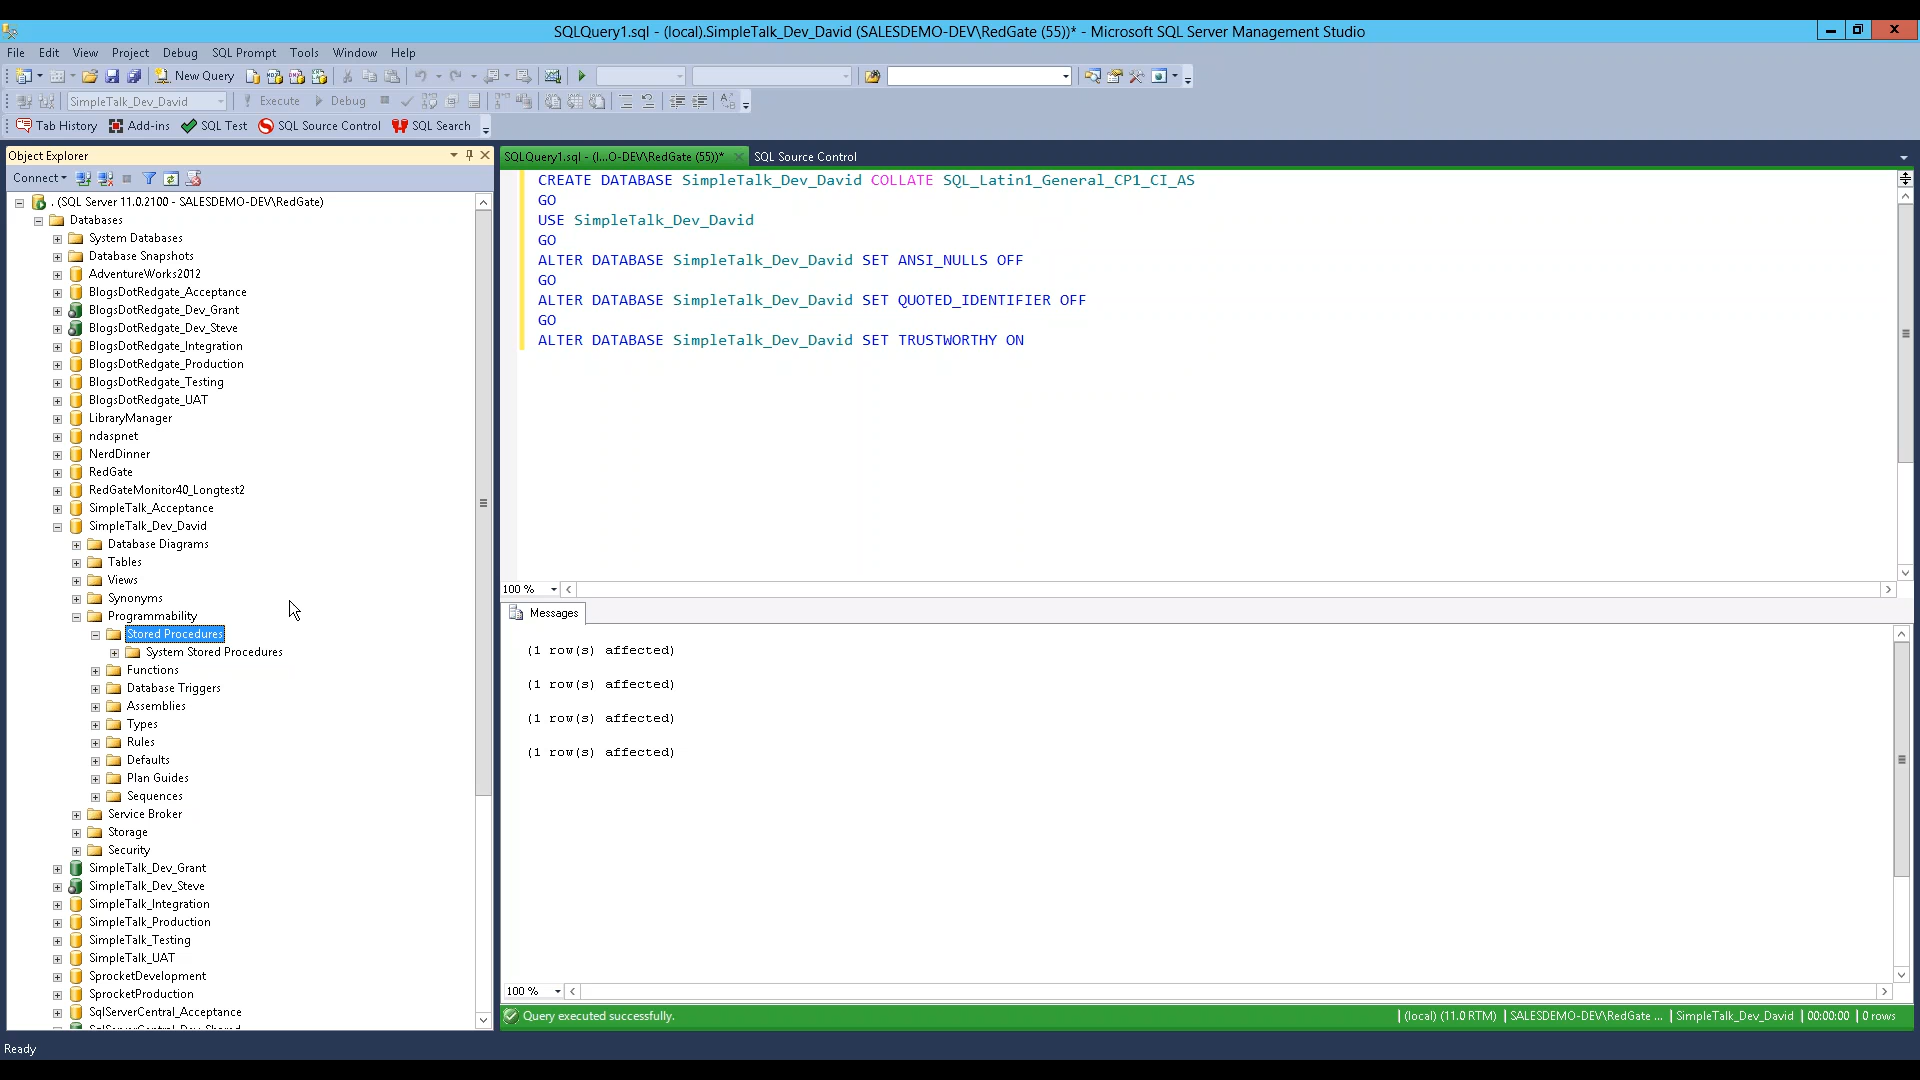 SQLQuery1.sql - (local).SimpleTalk_Dev_David (SALESDEMO-DEV\RedGate (55))* - Microsoft SQL Server Management Studio
File Edit View Project Debug SQL Prompt Tools Window Help
New Query
SimpleTalk_Dev_David Execute Debug
Tab History Add-ins SQL Test SQL Source Control SQL Search
Object Explorer
Connect
. (SQL Server 11.0.2100 - SALESDEMO-DEV\RedGate)
Databases
System Databases
Database Snapshots
AdventureWorks2012
BlogsDotRedgate_Acceptance
BlogsDotRedgate_Dev_Grant
BlogsDotRedgate_Dev_Steve
BlogsDotRedgate_Integration
BlogsDotRedgate_Production
BlogsDotRedgate_Testing
BlogsDotRedgate_UAT
LibraryManager
ndaspnet
NerdDinner
RedGate
RedGateMonitor40_Longtest2
SimpleTalk_Acceptance
SimpleTalk_Dev_David
Database Diagrams
Tables
Views
Synonyms
Programmability
Stored Procedures
System Stored Procedures
Functions
Database Triggers
Assemblies
Types
Rules
Defaults
Plan Guides
Sequences
Service Broker
Storage
Security
SimpleTalk_Dev_Grant
SimpleTalk_Dev_Steve
SimpleTalk_Integration
SimpleTalk_Production
SimpleTalk_Testing
SimpleTalk_UAT
SprocketDevelopment
SprocketProduction
SqlServerCentral_Acceptance
SqlServerCentral_Dev_Shared
SQLQuery1.sql - (l...O-DEV\RedGate (55))* SQL Source Control
CREATE DATABASE SimpleTalk_Dev_David COLLATE SQL_Latin1_General_CP1_CI_AS
GO
USE SimpleTalk_Dev_David
GO
ALTER DATABASE SimpleTalk_Dev_David SET ANSI_NULLS OFF
GO
ALTER DATABASE SimpleTalk_Dev_David SET QUOTED_IDENTIFIER OFF
GO
ALTER DATABASE SimpleTalk_Dev_David SET TRUSTWORTHY ON
100 %
Messages
(1 row(s) affected)
(1 row(s) affected)
(1 row(s) affected)
(1 row(s) affected)
100 %
Query executed successfully. (local) (11.0 RTM) SALESDEMO-DEV\RedGate ... SimpleTalk_Dev_David 00:00:00 0 rows
Ready